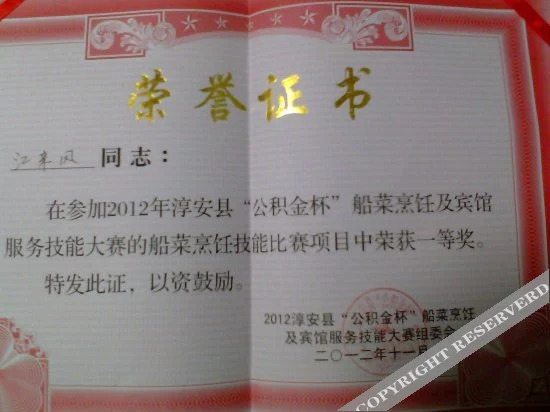 荣誉证书
江来凤 同志：
在参加2012年淳安县“公积金杯”船菜烹饪及宾馆
服务技能大赛的船菜烹饪技能比赛项目中荣获一等奖。
特发此证，以资鼓励。
2012淳安县“公积金杯”船菜烹饪
及宾馆服务技能大赛组委会
二〇一二年十一月
COPYRIGHT RESERVERD